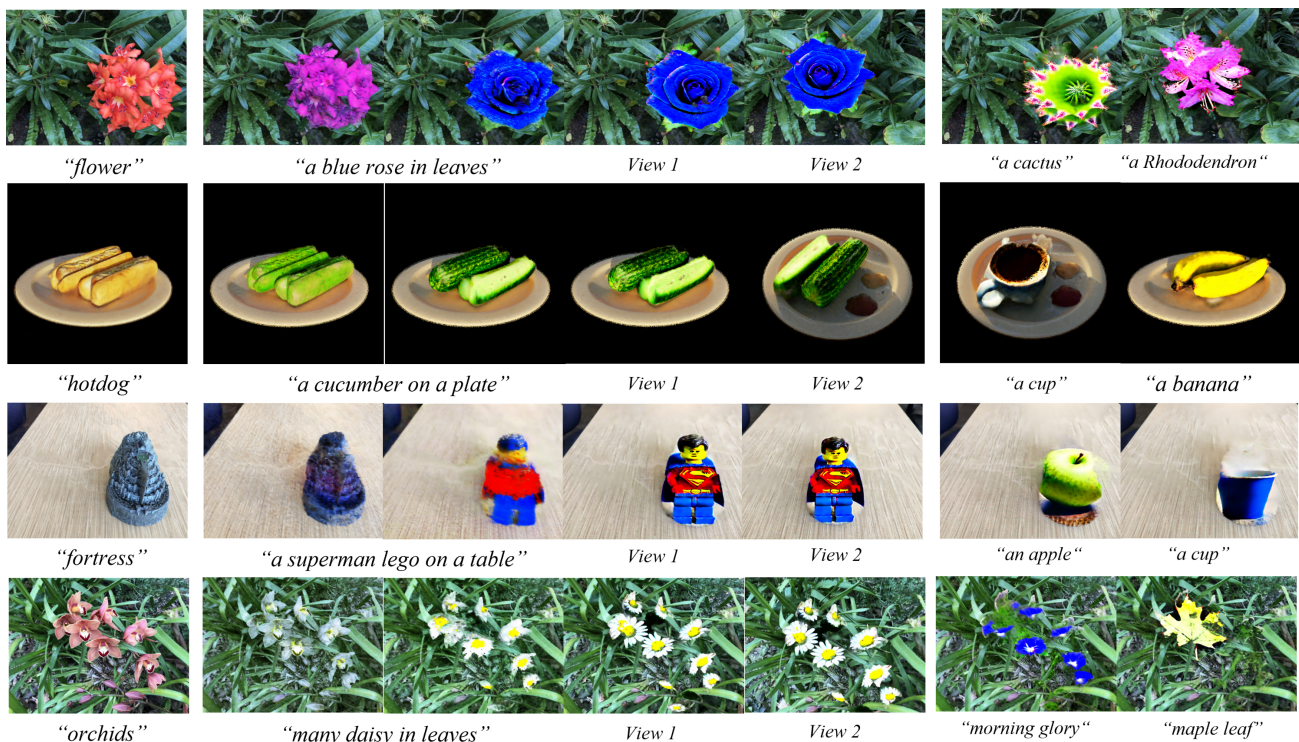 “flower”
“a blue rose in leaves”
View 1
View 2
“a cactus”
“a Rhododendron“
“hotdog”
“a cucumber on a plate”
View 1
View 2
“a cup”
“a banana”
“fortress”
“a superman lego on a table”
View 1
View 2
“an apple“
“a cup”
“orchids”
“many daisy in leaves”
View 1
View 2
“morning glory“
“maple leaf”